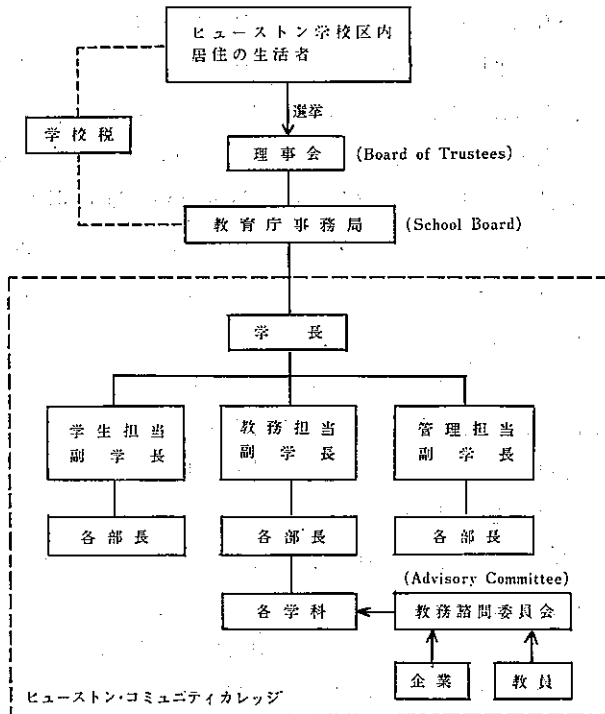 ヒューストン学校区内
居住の生活者
選挙
学校税
理事会 (Board of Trustees)
教育庁事務局 (School Board)
学長
学生担当
副学長
教務担当
副学長
管理担当
副学長
各部長
各部長
各部長
(Advisory Committee)
各学科
教務諮問委員会
企業
教員
ヒューストン・コミュニティカレッジ